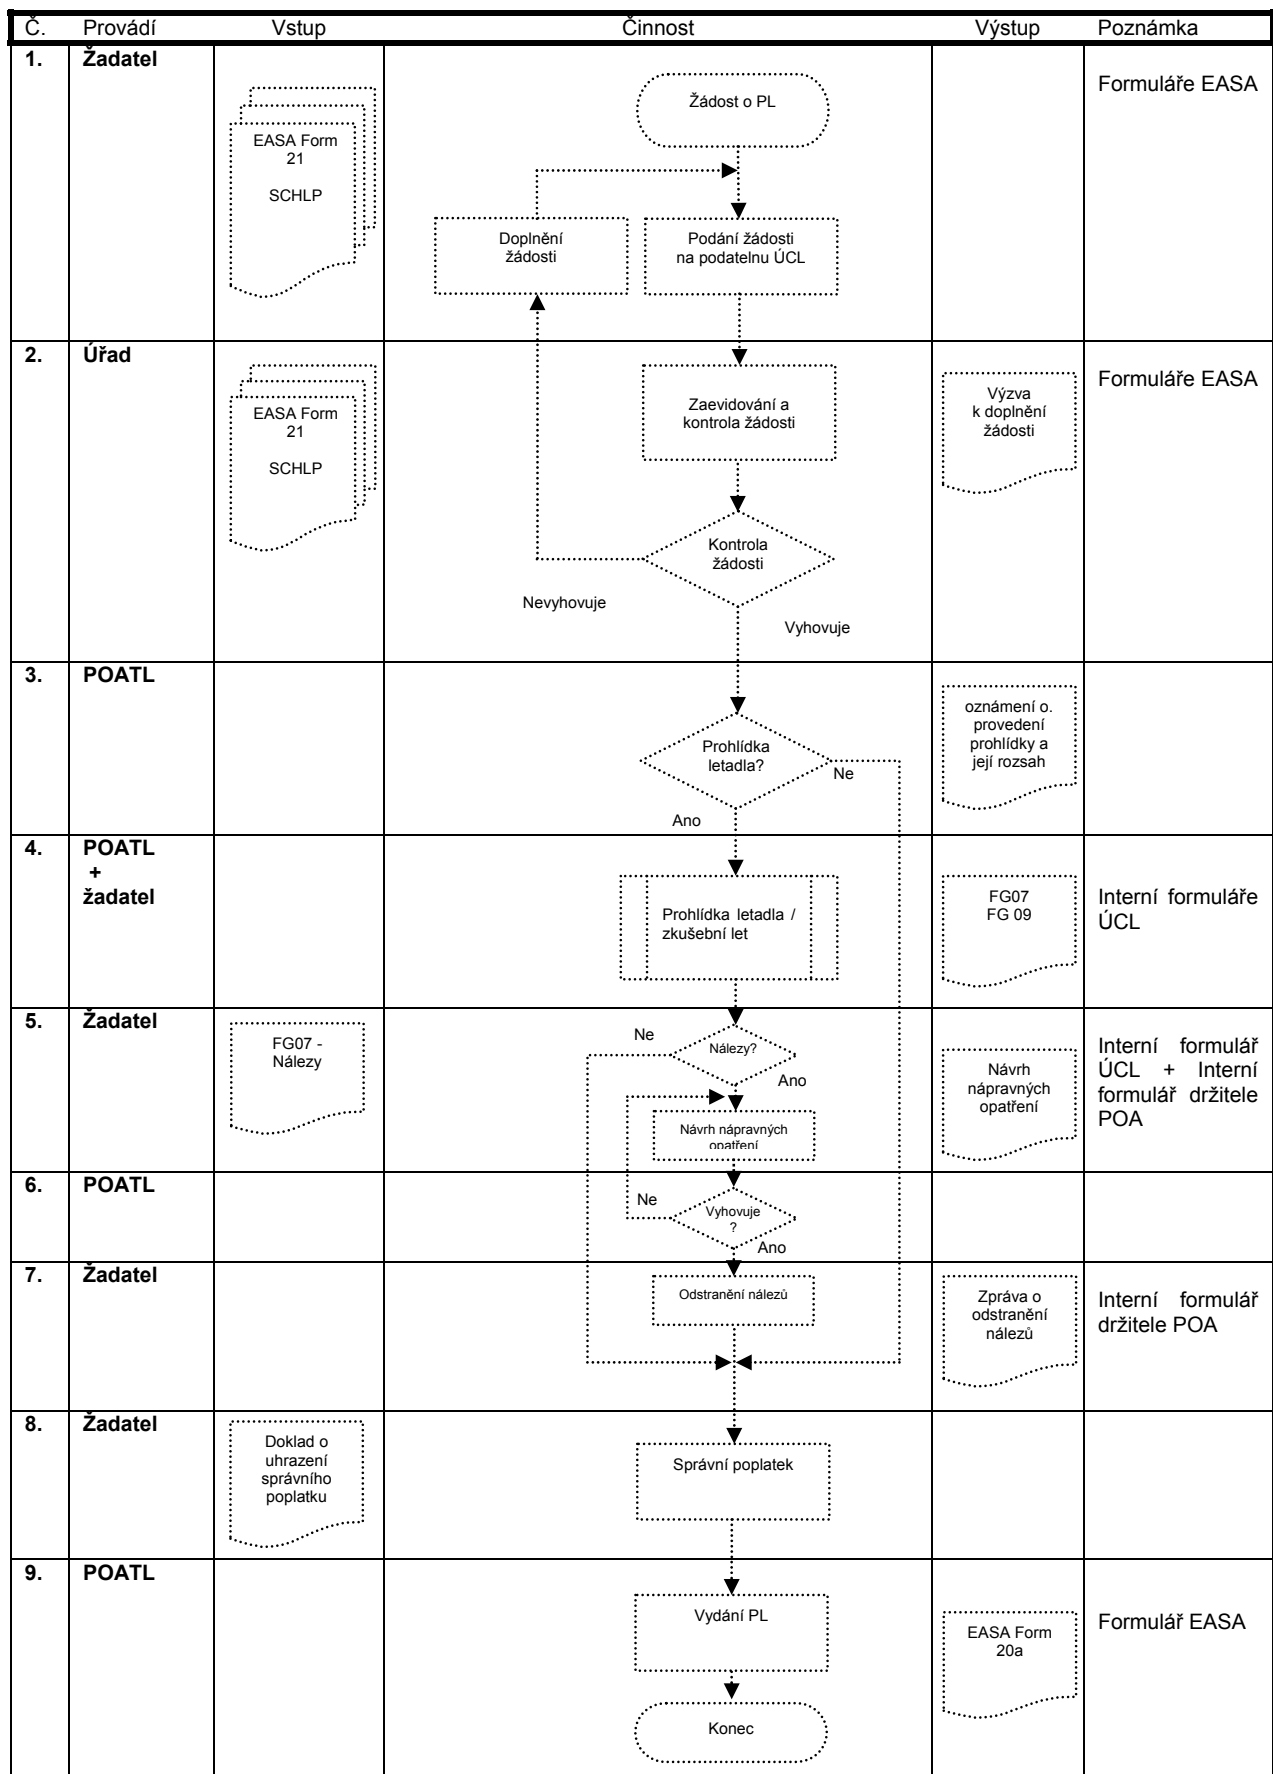 Č. Provádí Vstup Činnost Výstup Poznámka
1. Žadatel
Formuláře EASA
EASA Form
21
SCHLP
Žádost o PL
Doplnění
žádosti
Podání žádosti
na podatelnu ÚCL
2. Úřad
Formuláře EASA
EASA Form
21
SCHLP
Zaevidování a
kontrola žádosti
Výzva
k doplnění
žádosti
Kontrola
žádosti
Nevyhovuje
Vyhovuje
3. POATL
Prohlídka
letadla?
Ne
Ano
oznámení o.
provedení
prohlídky a
její rozsah
4. POATL
+
žadatel
Prohlídka letadla /
zkušební let
FG07
FG 09
Interní formuláře
ÚCL
5. Žadatel
FG07 -
Nálezy
Ne
Nálezy?
Ano
Návrh nápravných
opatření
Návrh
nápravných
opatření
Interní formulář
ÚCL + Interní
formulář držitele
POA
6. POATL
Ne
Vyhovuje
?
Ano
7. Žadatel
Odstranění nálezů
Zpráva o
odstranění
nálezů
Interní formulář
držitele POA
8. Žadatel
Doklad o
uhrazení
správního
poplatku
Správní poplatek
9. POATL
Vydání PL
EASA Form
20a
Formulář EASA
Konec